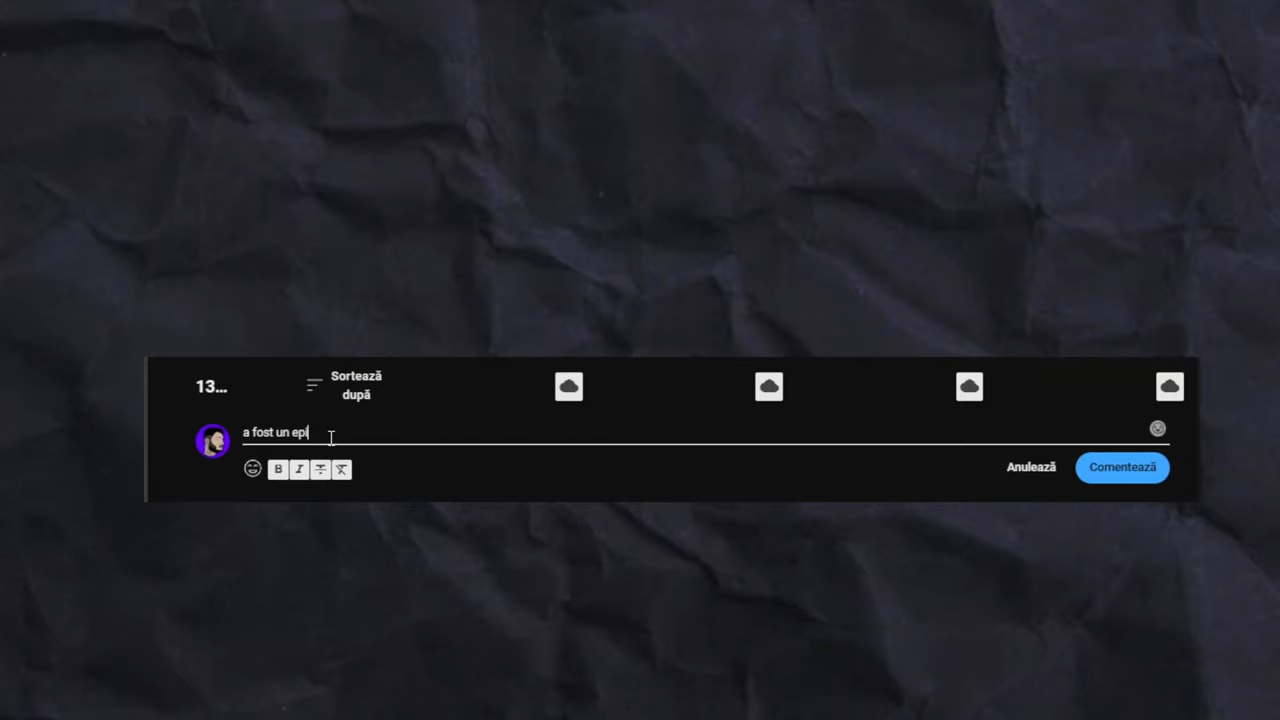 13...
Sortează
după
a fost un epi
B I
Anulează
Comentează